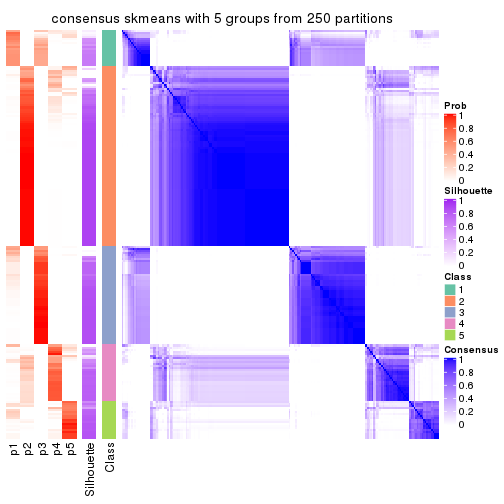 consensus skmeans with 5 groups from 250 partitions
Prob
1
0.8
0.6
0.4
0.2
0
Silhouette
1
0.8
0.6
0.4
0.2
0
Class
1
2
3
4
5
Consensus
1
0.8
0.6
0.4
0.2
0
p1
p2
p3
p4
p5
Silhouette
Class